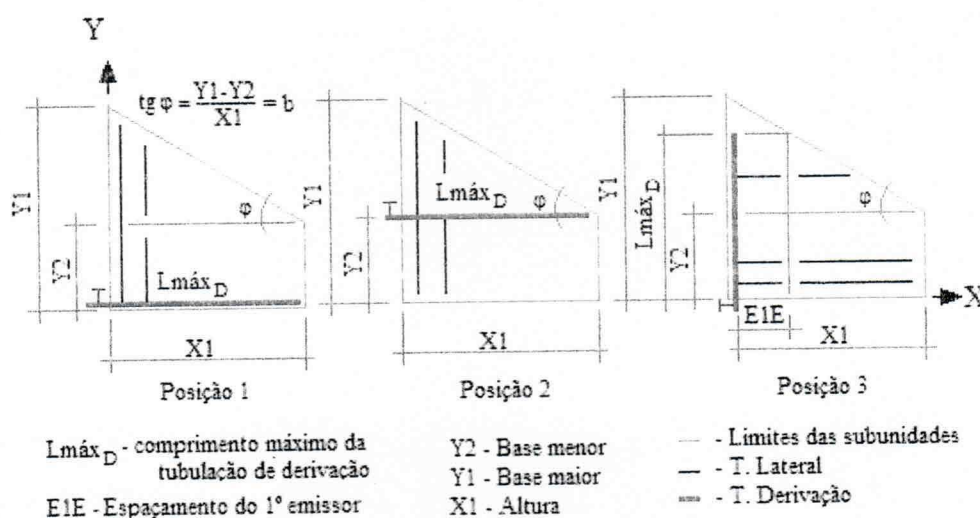 Y
tg φ = Y1-Y2 / X1 = b
Y1
Y2
T
Lmáx D
φ
X1
Posição 1
Y1
Y2
T
Lmáx D
φ
X1
Posição 2
Lmáx D
Y2
Y1
φ
T
E1E
X
X1
Posição 3
Lmáx D - comprimento máximo da
tubulação de derivação
E1E - Espaçamento do 1º emissor
Y2 - Base menor
Y1 - Base maior
X1 - Altura
- Limites das subunidades
- T. Lateral
- T. Derivação